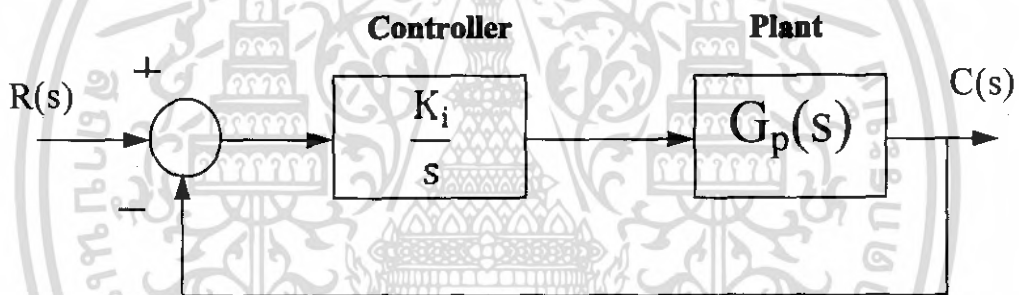 Controller
Plant
R(s)
+
−
K_i
s
G_p(s)
C(s)